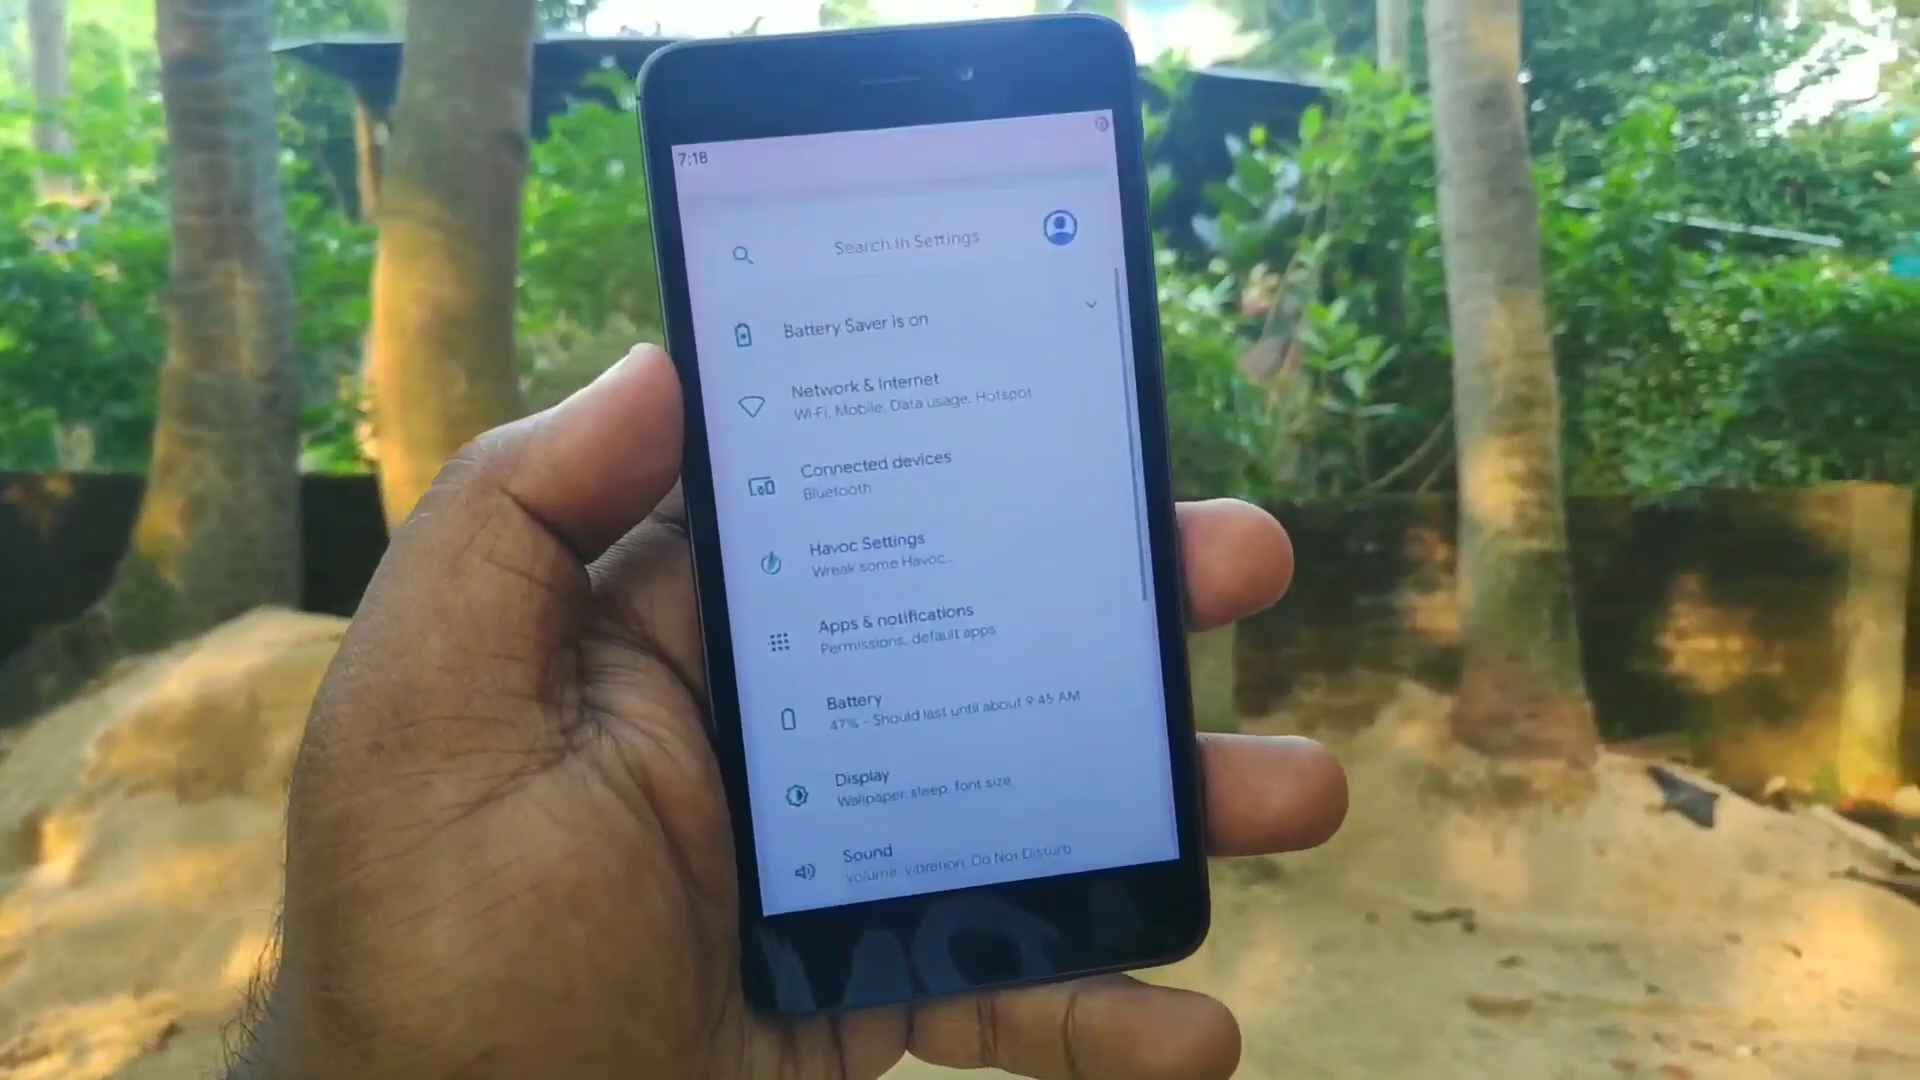 7:18
Search in Settings
Battery Saver is on
Network & Internet
Wi-Fi, Mobile, Data usage, Hotspot
Connected devices
Bluetooth
Havoc Settings
Wreak some Havoc...
Apps & notifications
Permissions, default apps
Battery
47% - Should last until about 9:45 AM
Display
Wallpaper, sleep, font size
Sound
Volume, vibration, Do Not Disturb